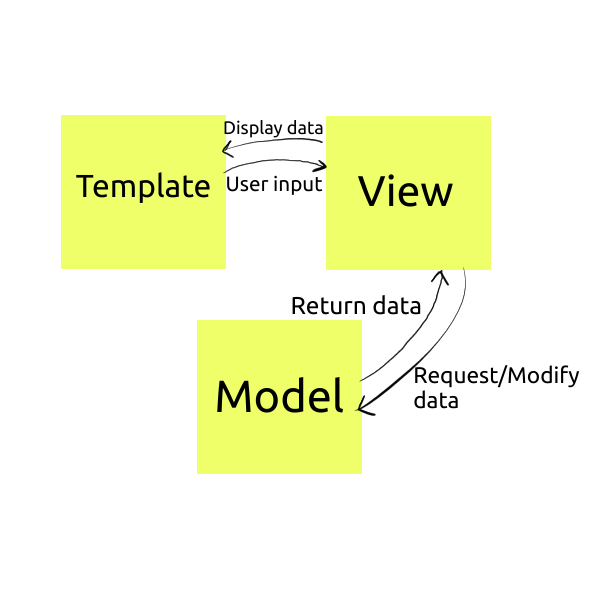 Display data
Template
User input
View
Return data
Model
Request/Modify
data